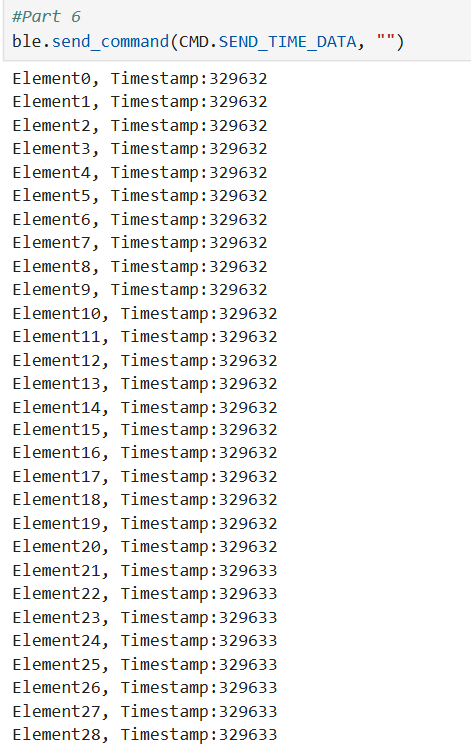 #Part 6
ble.send_command(CMD.SEND_TIME_DATA, "")
Element0, Timestamp:329632
Element1, Timestamp:329632
Element2, Timestamp:329632
Element3, Timestamp:329632
Element4, Timestamp:329632
Element5, Timestamp:329632
Element6, Timestamp:329632
Element7, Timestamp:329632
Element8, Timestamp:329632
Element9, Timestamp:329632
Element10, Timestamp:329632
Element11, Timestamp:329632
Element12, Timestamp:329632
Element13, Timestamp:329632
Element14, Timestamp:329632
Element15, Timestamp:329632
Element16, Timestamp:329632
Element17, Timestamp:329632
Element18, Timestamp:329632
Element19, Timestamp:329632
Element20, Timestamp:329632
Element21, Timestamp:329633
Element22, Timestamp:329633
Element23, Timestamp:329633
Element24, Timestamp:329633
Element25, Timestamp:329633
Element26, Timestamp:329633
Element27, Timestamp:329633
Element28, Timestamp:329633